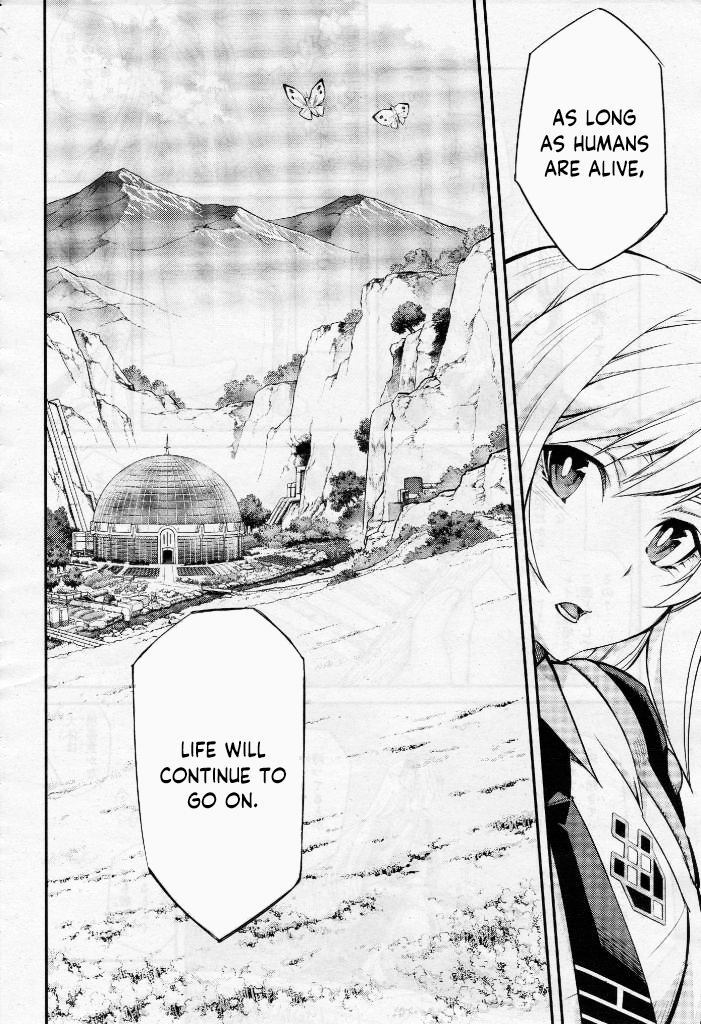 AS LONG
AS HUMANS
ARE ALIVE,
LIFE WILL
CONTINUE TO
GO ON.